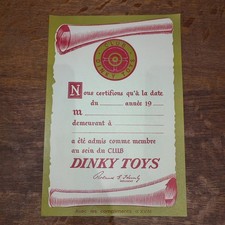 Nous certifions qu'à la date
du ............ année 19 ....
M
demeurant à
a été admis comme membre
au sein du CLUB
DINKY TOYS